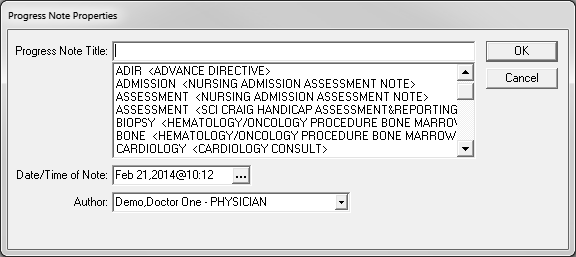 Progress Note Properties
Progress Note Title:
OK
ADIR <ADVANCE DIRECTIVE>
Cancel
ADMISSION <NURSING ADMISSION ASSESSMENT NOTE>
ASSESSMENT <NURSING ADMISSION ASSESSMENT NOTE>
ASSESSMENT <SCI CRAIG HANDICAP ASSESSMENT&REPORTING
BIOPSY <HEMATOLOGY/ONCOLOGY PROCEDURE BONE MARROW
BONE <HEMATOLOGY/ONCOLOGY PROCEDURE BONE MARROW
CARDIOLOGY <CARDIOLOGY CONSULT>
Date/Time of Note: Feb 21,2014@10:12 ...
Author: Demo,Doctor One - PHYSICIAN